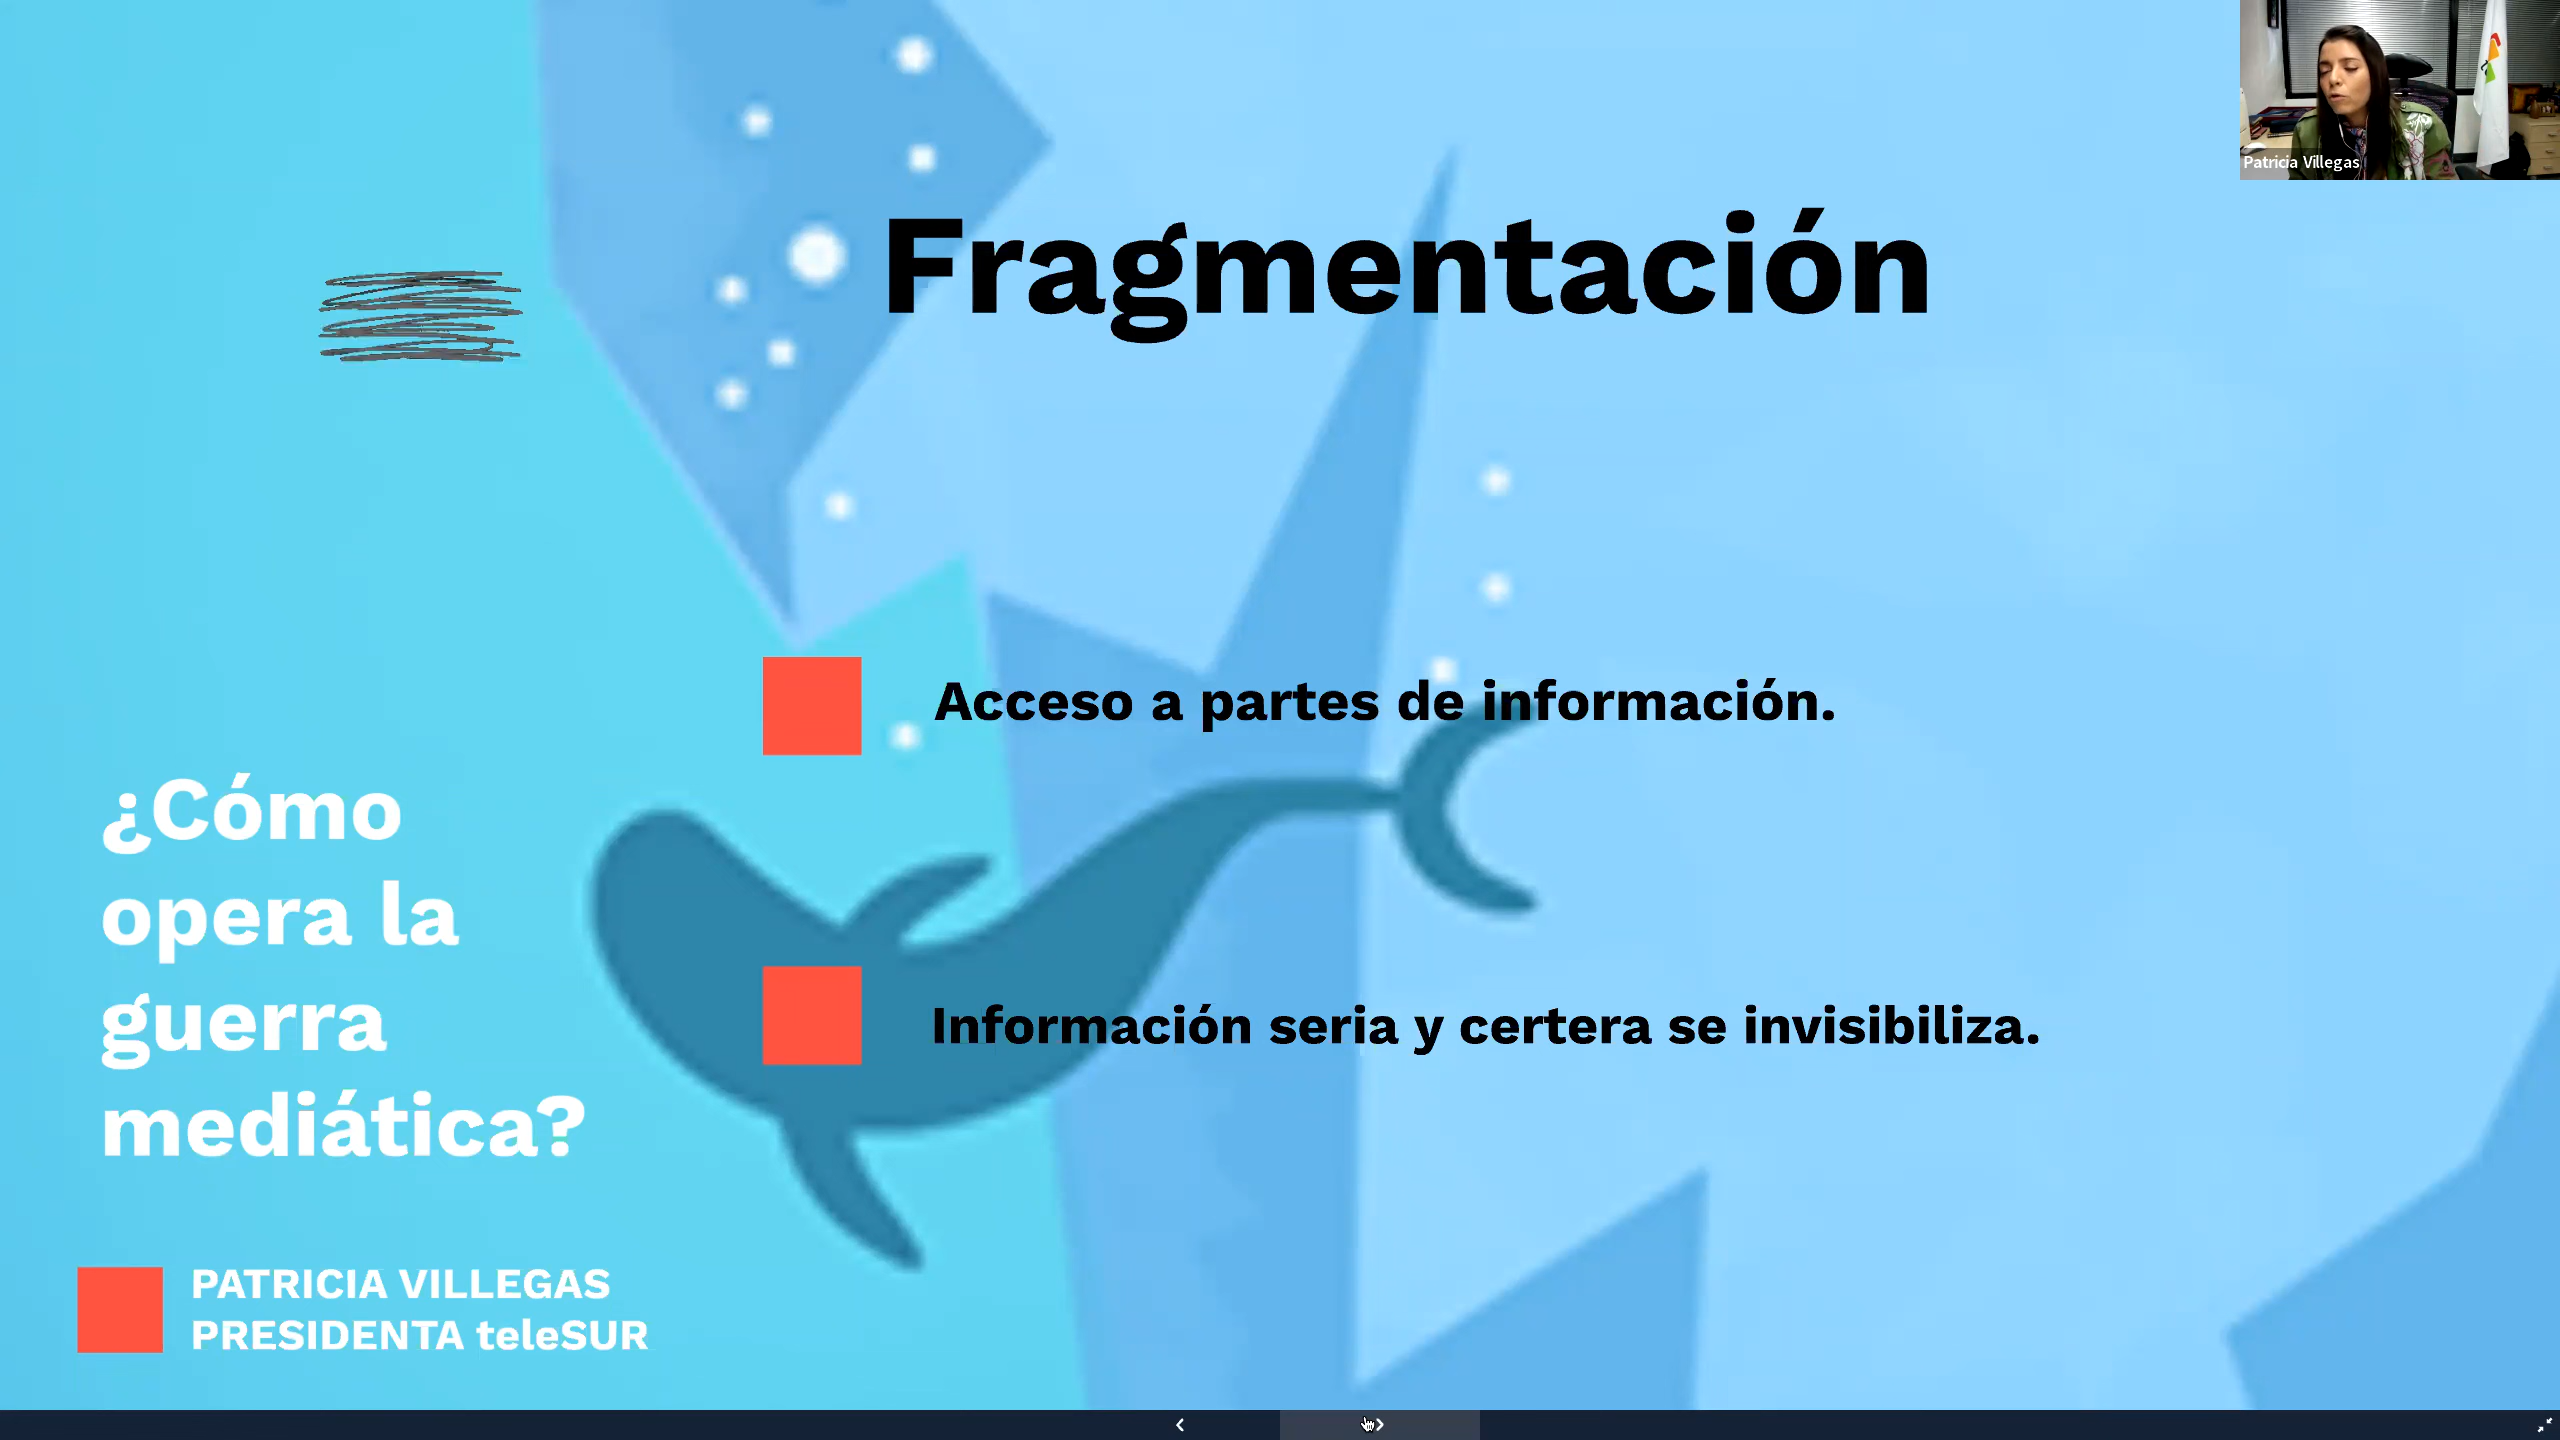 Patricia Villegas
Fragmentación
Acceso a partes de información.
Información seria y certera se invisibiliza.
¿Cómo
opera la
guerra
mediática?
PATRICIA VILLEGAS
PRESIDENTA teleSUR